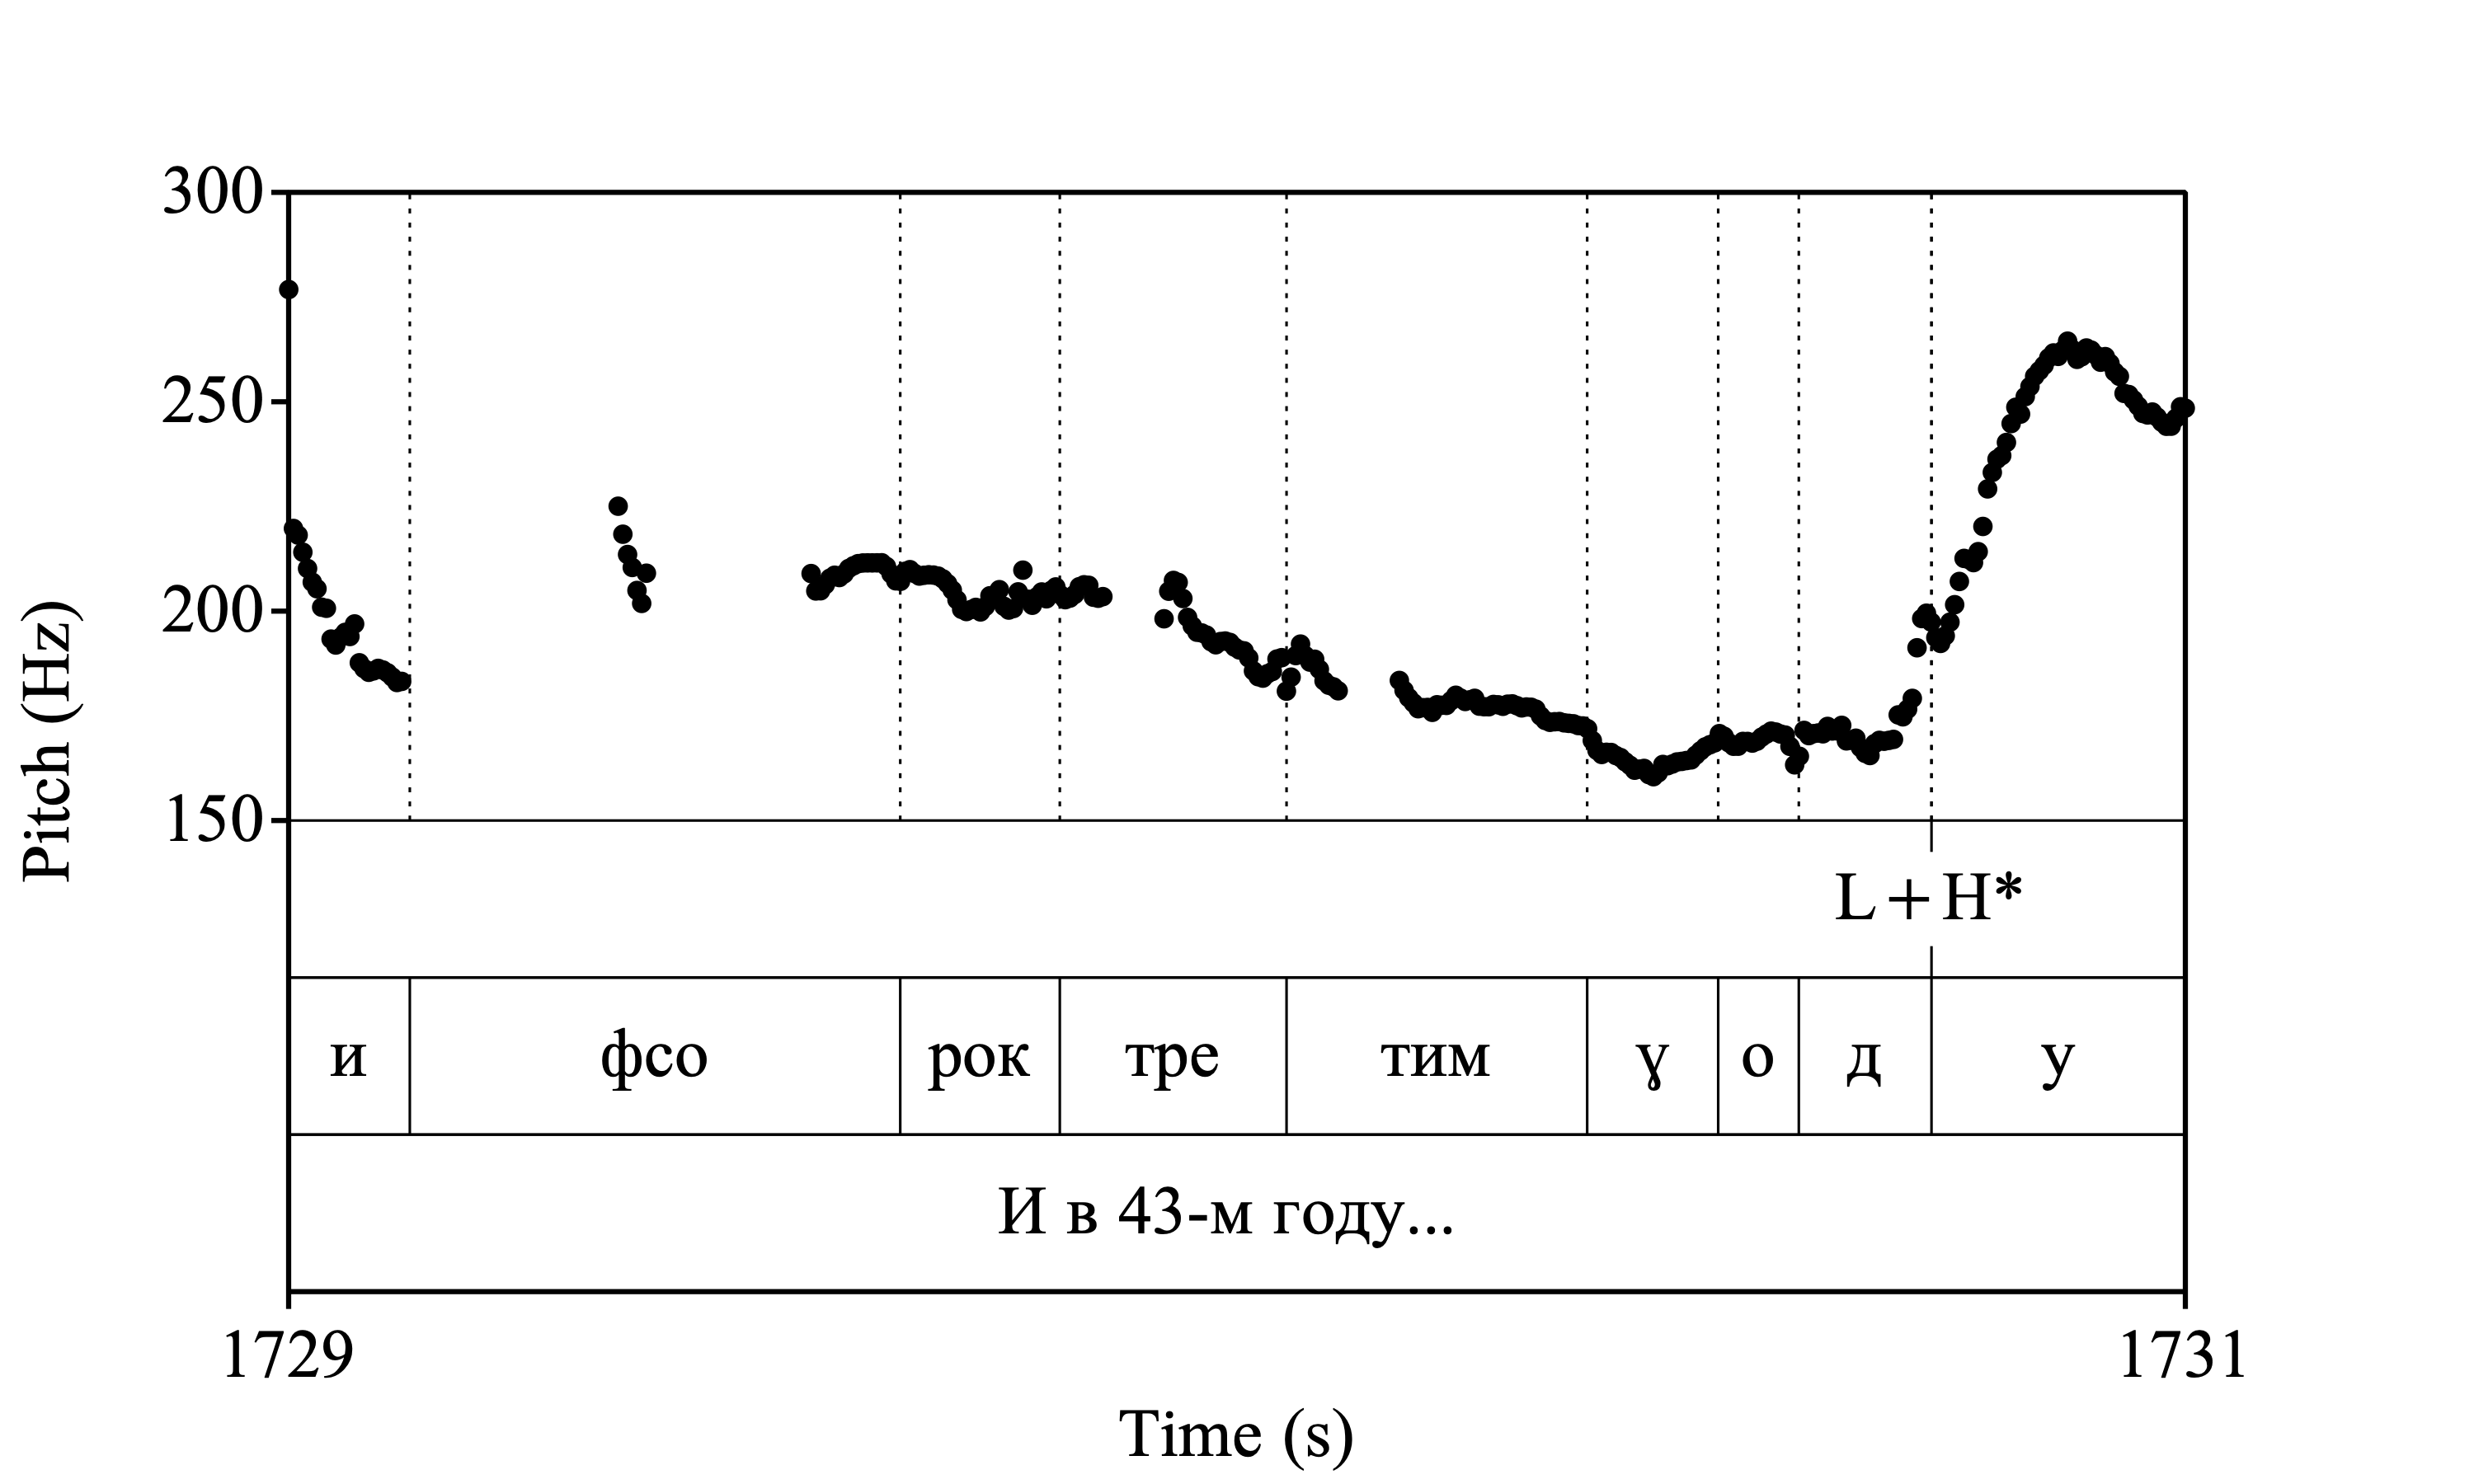 300
250
200
150
Pitch (Hz)
L+H*
и фсо рок тре тим ɣ о д у
И в 43-м году...
1729 1731
Time (s)